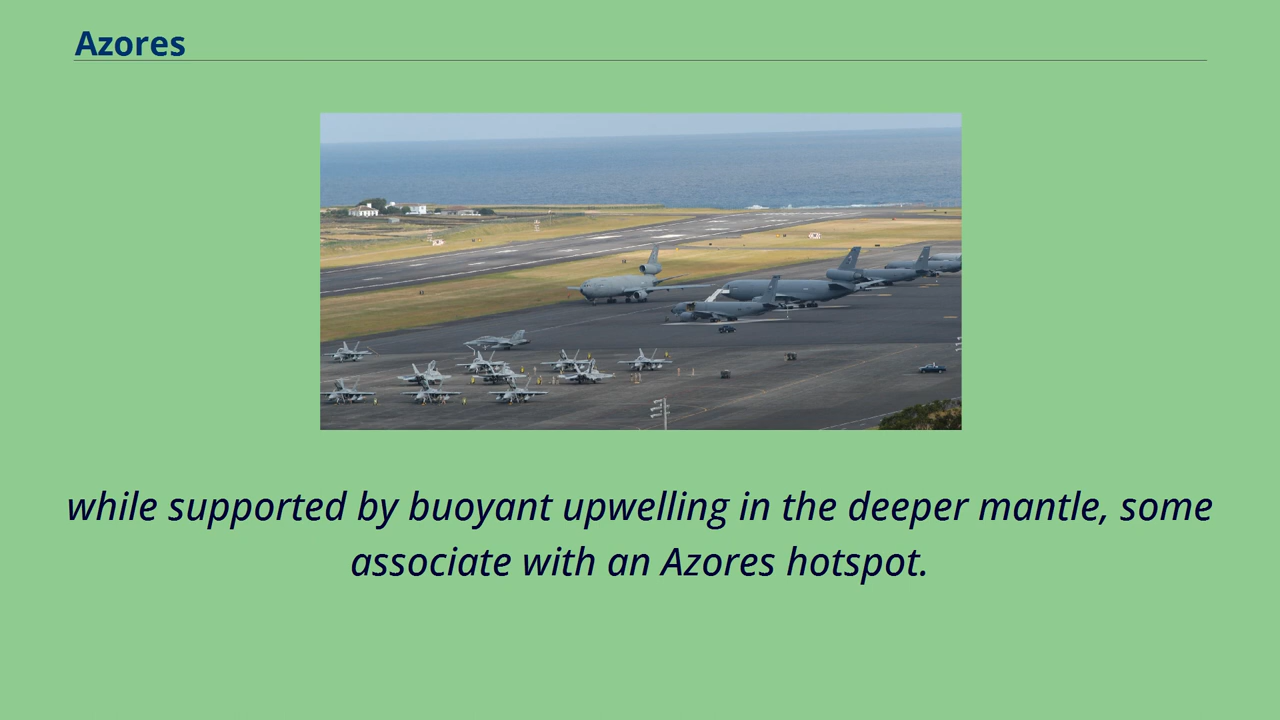 Azores
while supported by buoyant upwelling in the deeper mantle, some
associate with an Azores hotspot.